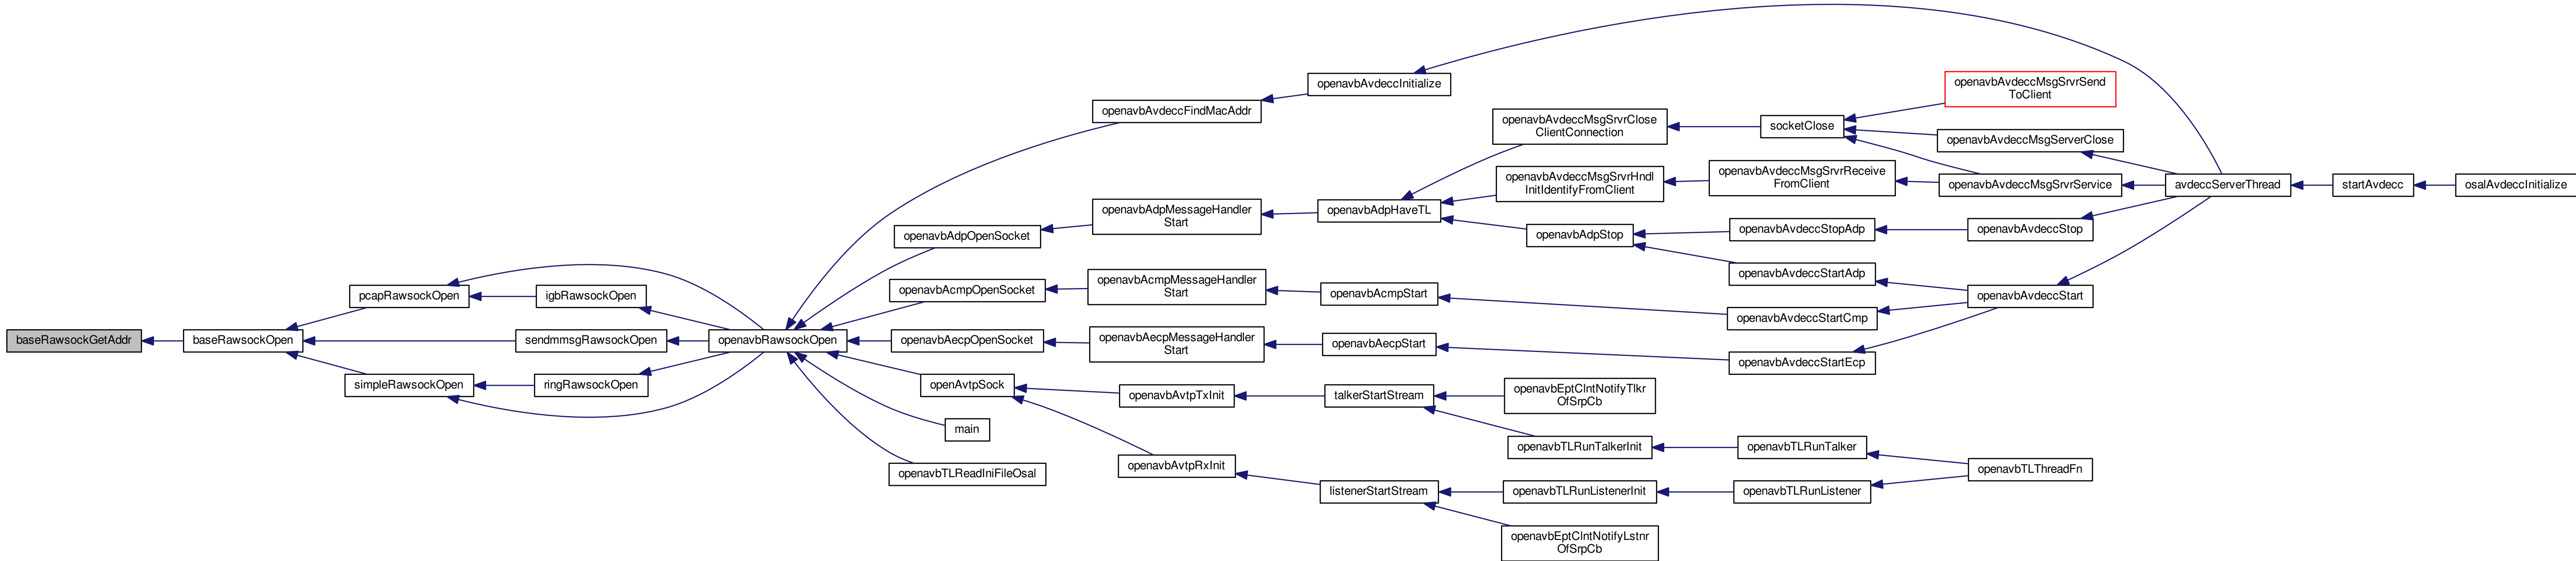 baseRawsockGetAddr
baseRawsockOpen
pcapRawsockOpen
igbRawsockOpen
sendmmsgRawsockOpen
simpleRawsockOpen
ringRawsockOpen
openavbRawsockOpen
openavbAvdeccFindMacAddr
openavbAvdeccInitialize
openavbAdpOpenSocket
openavbAdpMessageHandler
Start
openavbAdpHaveTL
openavbAvdeccMsgSrvrClose
ClientConnection
socketClose
openavbAvdeccMsgSrvrSend
ToClient
openavbAvdeccMsgServerClose
openavbAvdeccMsgSrvrHndl
InitIdentifyFromClient
openavbAvdeccMsgSrvrReceive
FromClient
openavbAvdeccMsgSrvrService
avdeccServerThread
startAvdecc
osalAvdeccInitialize
openavbAdpStop
openavbAvdeccStopAdp
openavbAvdeccStop
openavbAvdeccStartAdp
openavbAvdeccStart
openavbAcmpOpenSocket
openavbAcmpMessageHandler
Start
openavbAcmpStart
openavbAvdeccStartCmp
openavbAecpOpenSocket
openavbAecpMessageHandler
Start
openavbAecpStart
openavbAvdeccStartEcp
openAvtpSock
openavbAvtpTxInit
talkerStartStream
openavbEptClntNotifyTlkr
OfSrpCb
openavbTLRunTalkerInit
openavbTLRunTalker
openavbTLThreadFn
main
openavbTLReadIniFileOsal
openavbAvtpRxInit
listenerStartStream
openavbTLRunListenerInit
openavbTLRunListener
openavbEptClntNotifyLstnr
OfSrpCb